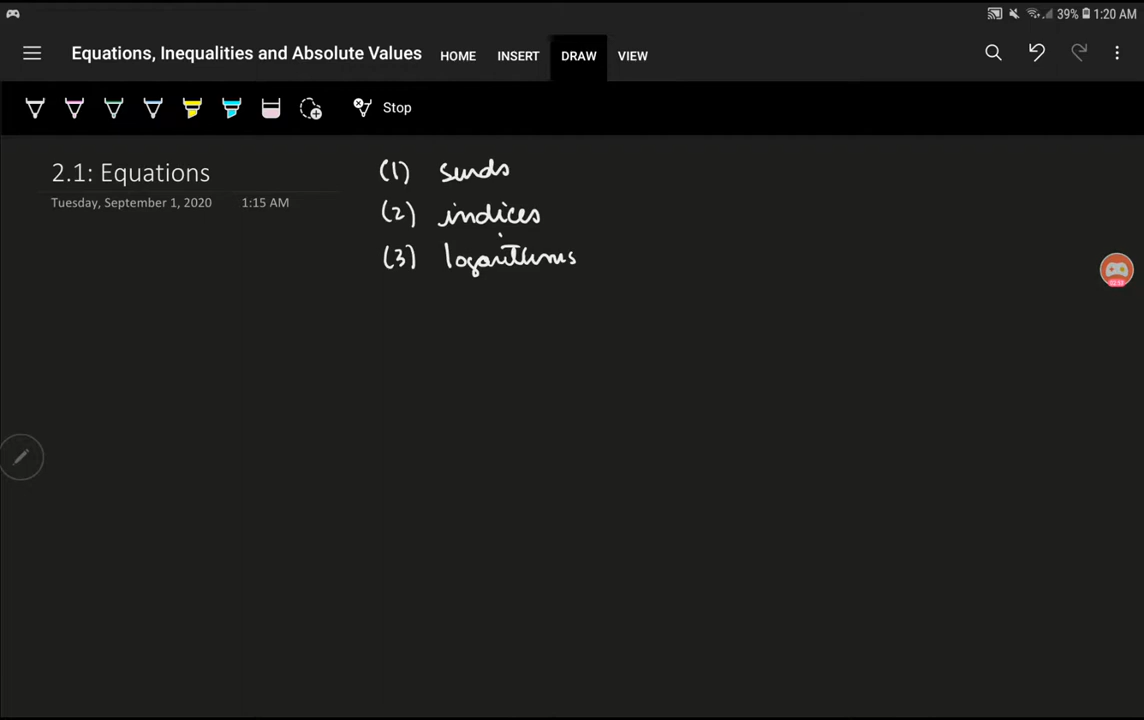 39% 1:20 AM
Equations, Inequalities and Absolute Values HOME INSERT DRAW VIEW
Stop
2.1: Equations
Tuesday, September 1, 2020 1:15 AM
(1) surds
(2) indices
(3) logarithms